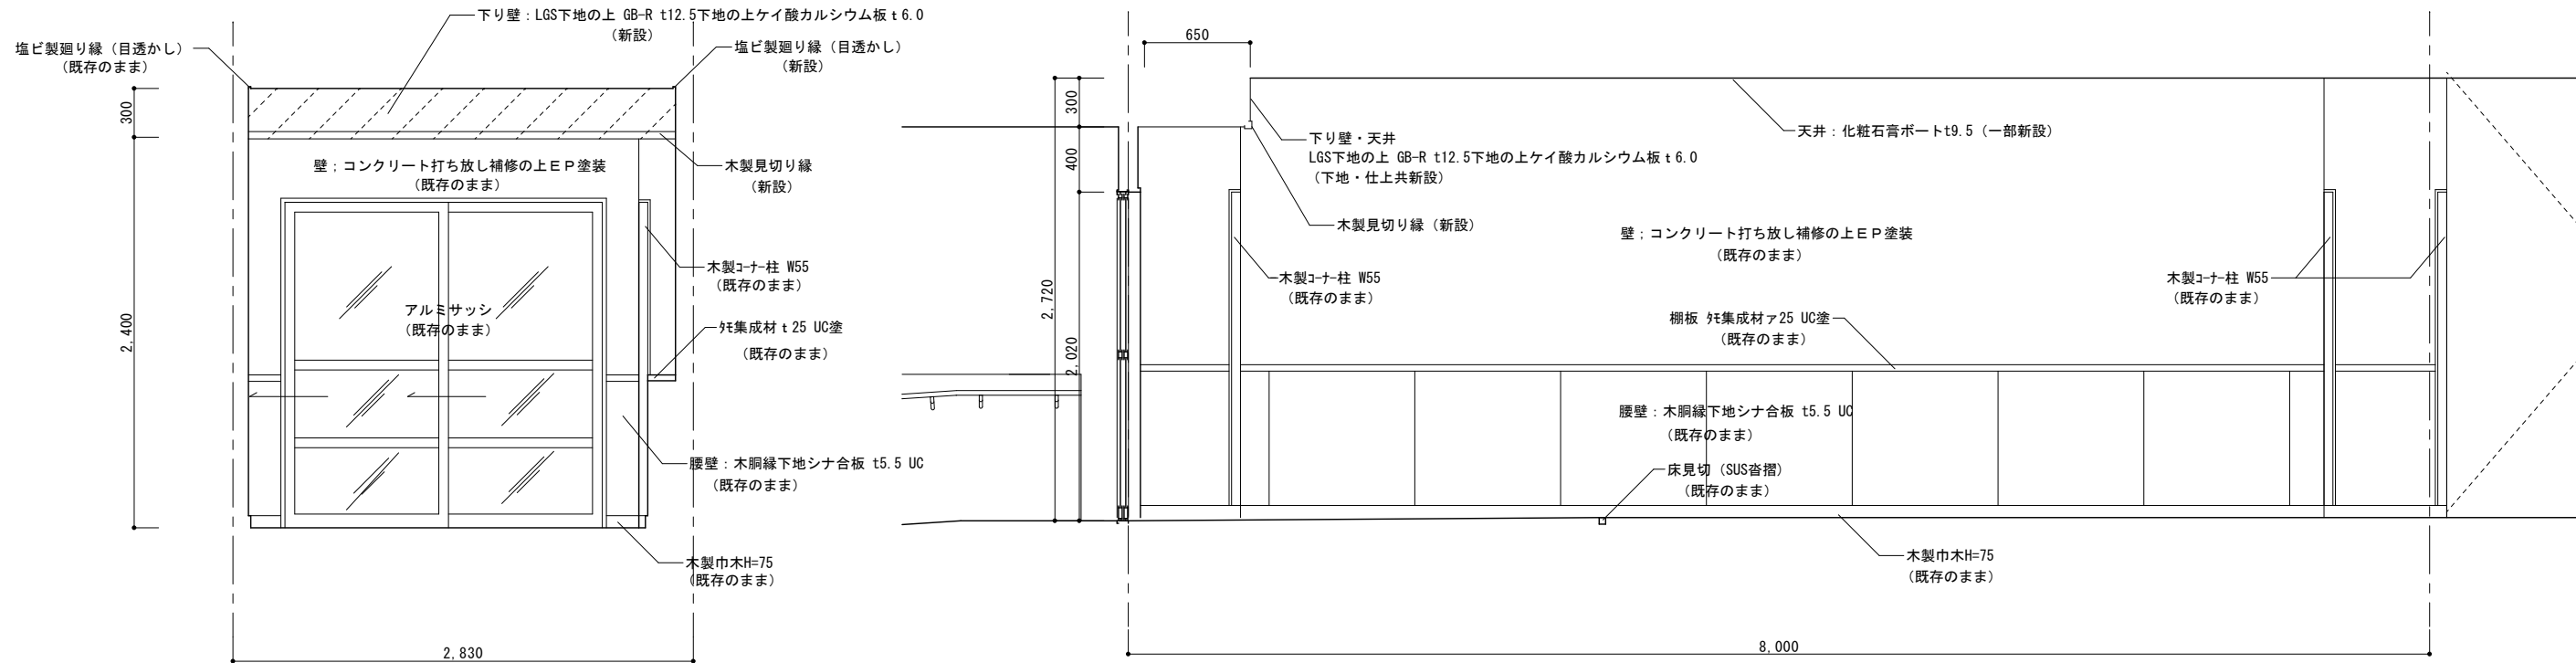 下り壁：LGS下地の上 GB-R t12.5下地の上ケイ酸カルシウム板ｔ6.0
（新設）
塩ビ製廻り縁（目透かし）
（既存のまま）
塩ビ製廻り縁（目透かし）
（新設）
300
2,400
壁；コンクリート打ち放し補修の上ＥＰ塗装
（既存のまま）
木製見切り縁
（新設）
木製ｺｰﾅｰ柱 W55
（既存のまま）
アルミサッシ
（既存のまま）
ﾀﾓ集成材ｔ25 UC塗
（既存のまま）
腰壁：木胴縁下地シナ合板 t5.5 UC
（既存のまま）
木製巾木H=75
（既存のまま）
2,830
650
300
400
2,720
2,020
下り壁・天井
LGS下地の上 GB-R t12.5下地の上ケイ酸カルシウム板ｔ6.0
（下地・仕上共新設）
木製見切り縁（新設）
天井：化粧石膏ボートt9.5（一部新設）
壁；コンクリート打ち放し補修の上ＥＰ塗装
（既存のまま）
木製ｺｰﾅｰ柱 W55
（既存のまま）
木製ｺｰﾅｰ柱 W55
（既存のまま）
棚板 ﾀﾓ集成材ァ25 UC塗
（既存のまま）
腰壁：木胴縁下地シナ合板 t5.5 UC
（既存のまま）
床見切（SUS沓摺）
（既存のまま）
木製巾木H=75
（既存のまま）
8,000